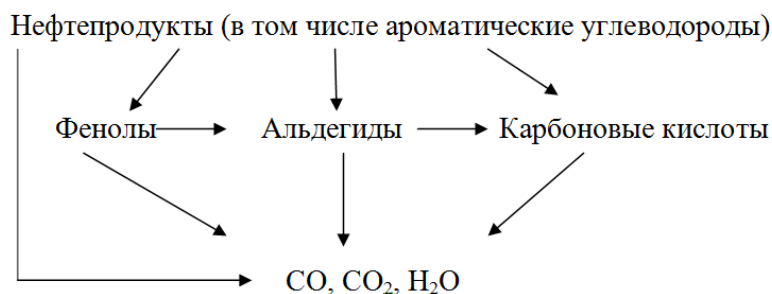 Нефтепродукты (в том числе ароматические углеводороды)
Фенолы Альдегиды Карбоновые кислоты
CO, CO₂, H₂O